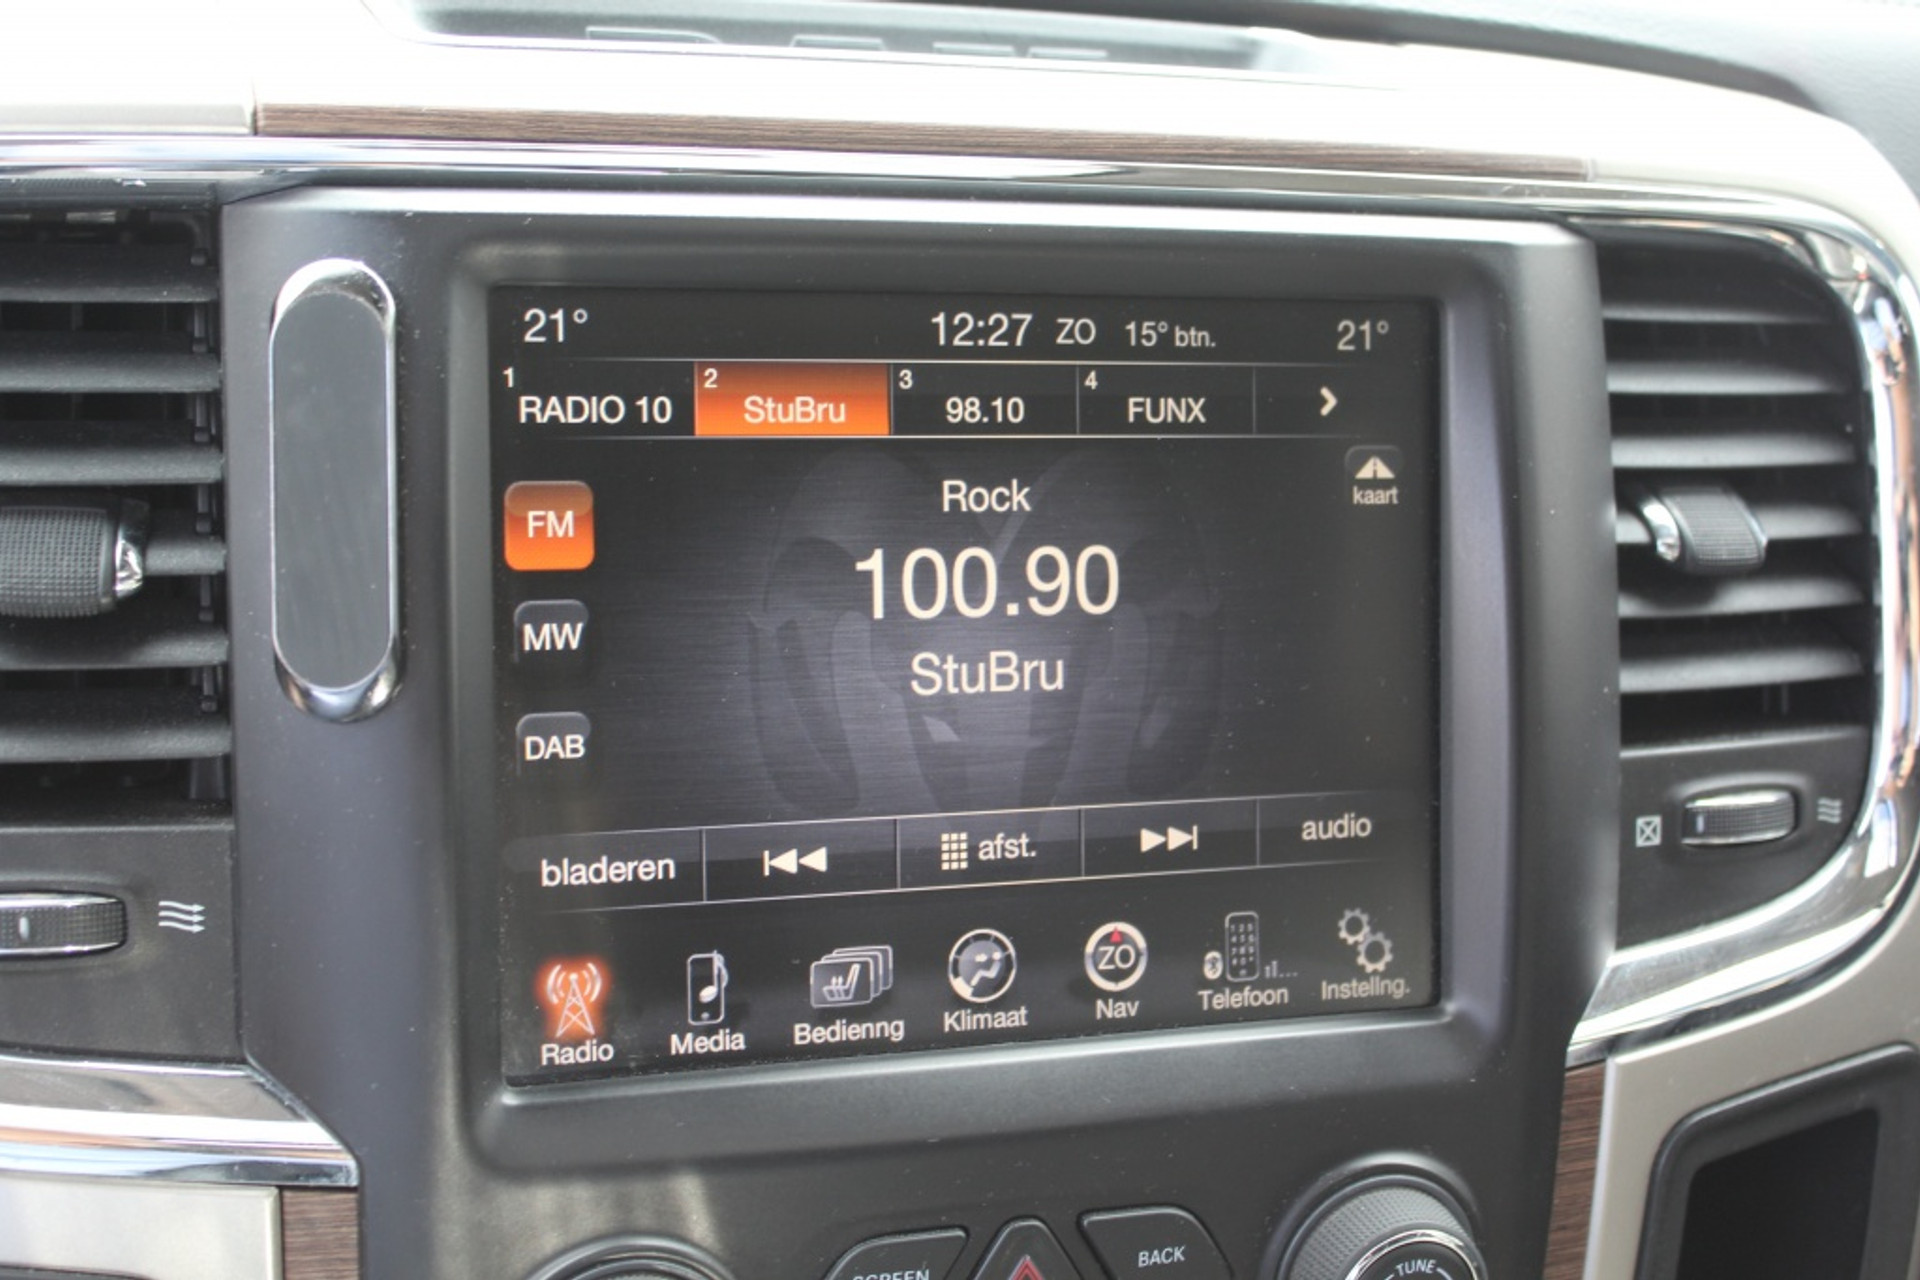 21° 12:27 ZO 15° btn. 21°
1 RADIO 10 2 StuBru 3 98.10 4 FUNX
kaart
Rock
FM
100.90
MW
StuBru
DAB
bladeren afst. audio
ZO
Radio Media Bedienng Klimaat Nav Telefoon Instellng.
SCREEN BACK TUNE